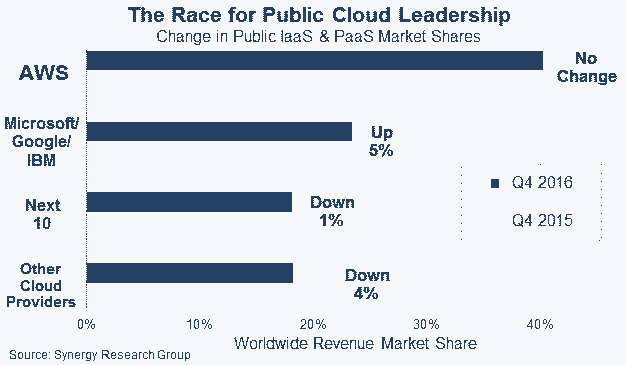 The Race for Public Cloud Leadership
Change in Public IaaS & PaaS Market Shares
AWS
No
Change
Microsoft/
Google/
IBM
Up
5%
Next
10
Down
1%
Other
Cloud
Providers
Down
4%
Q4 2016
Q4 2015
0%
10%
20%
30%
40%
Worldwide Revenue Market Share
Source: Synergy Research Group